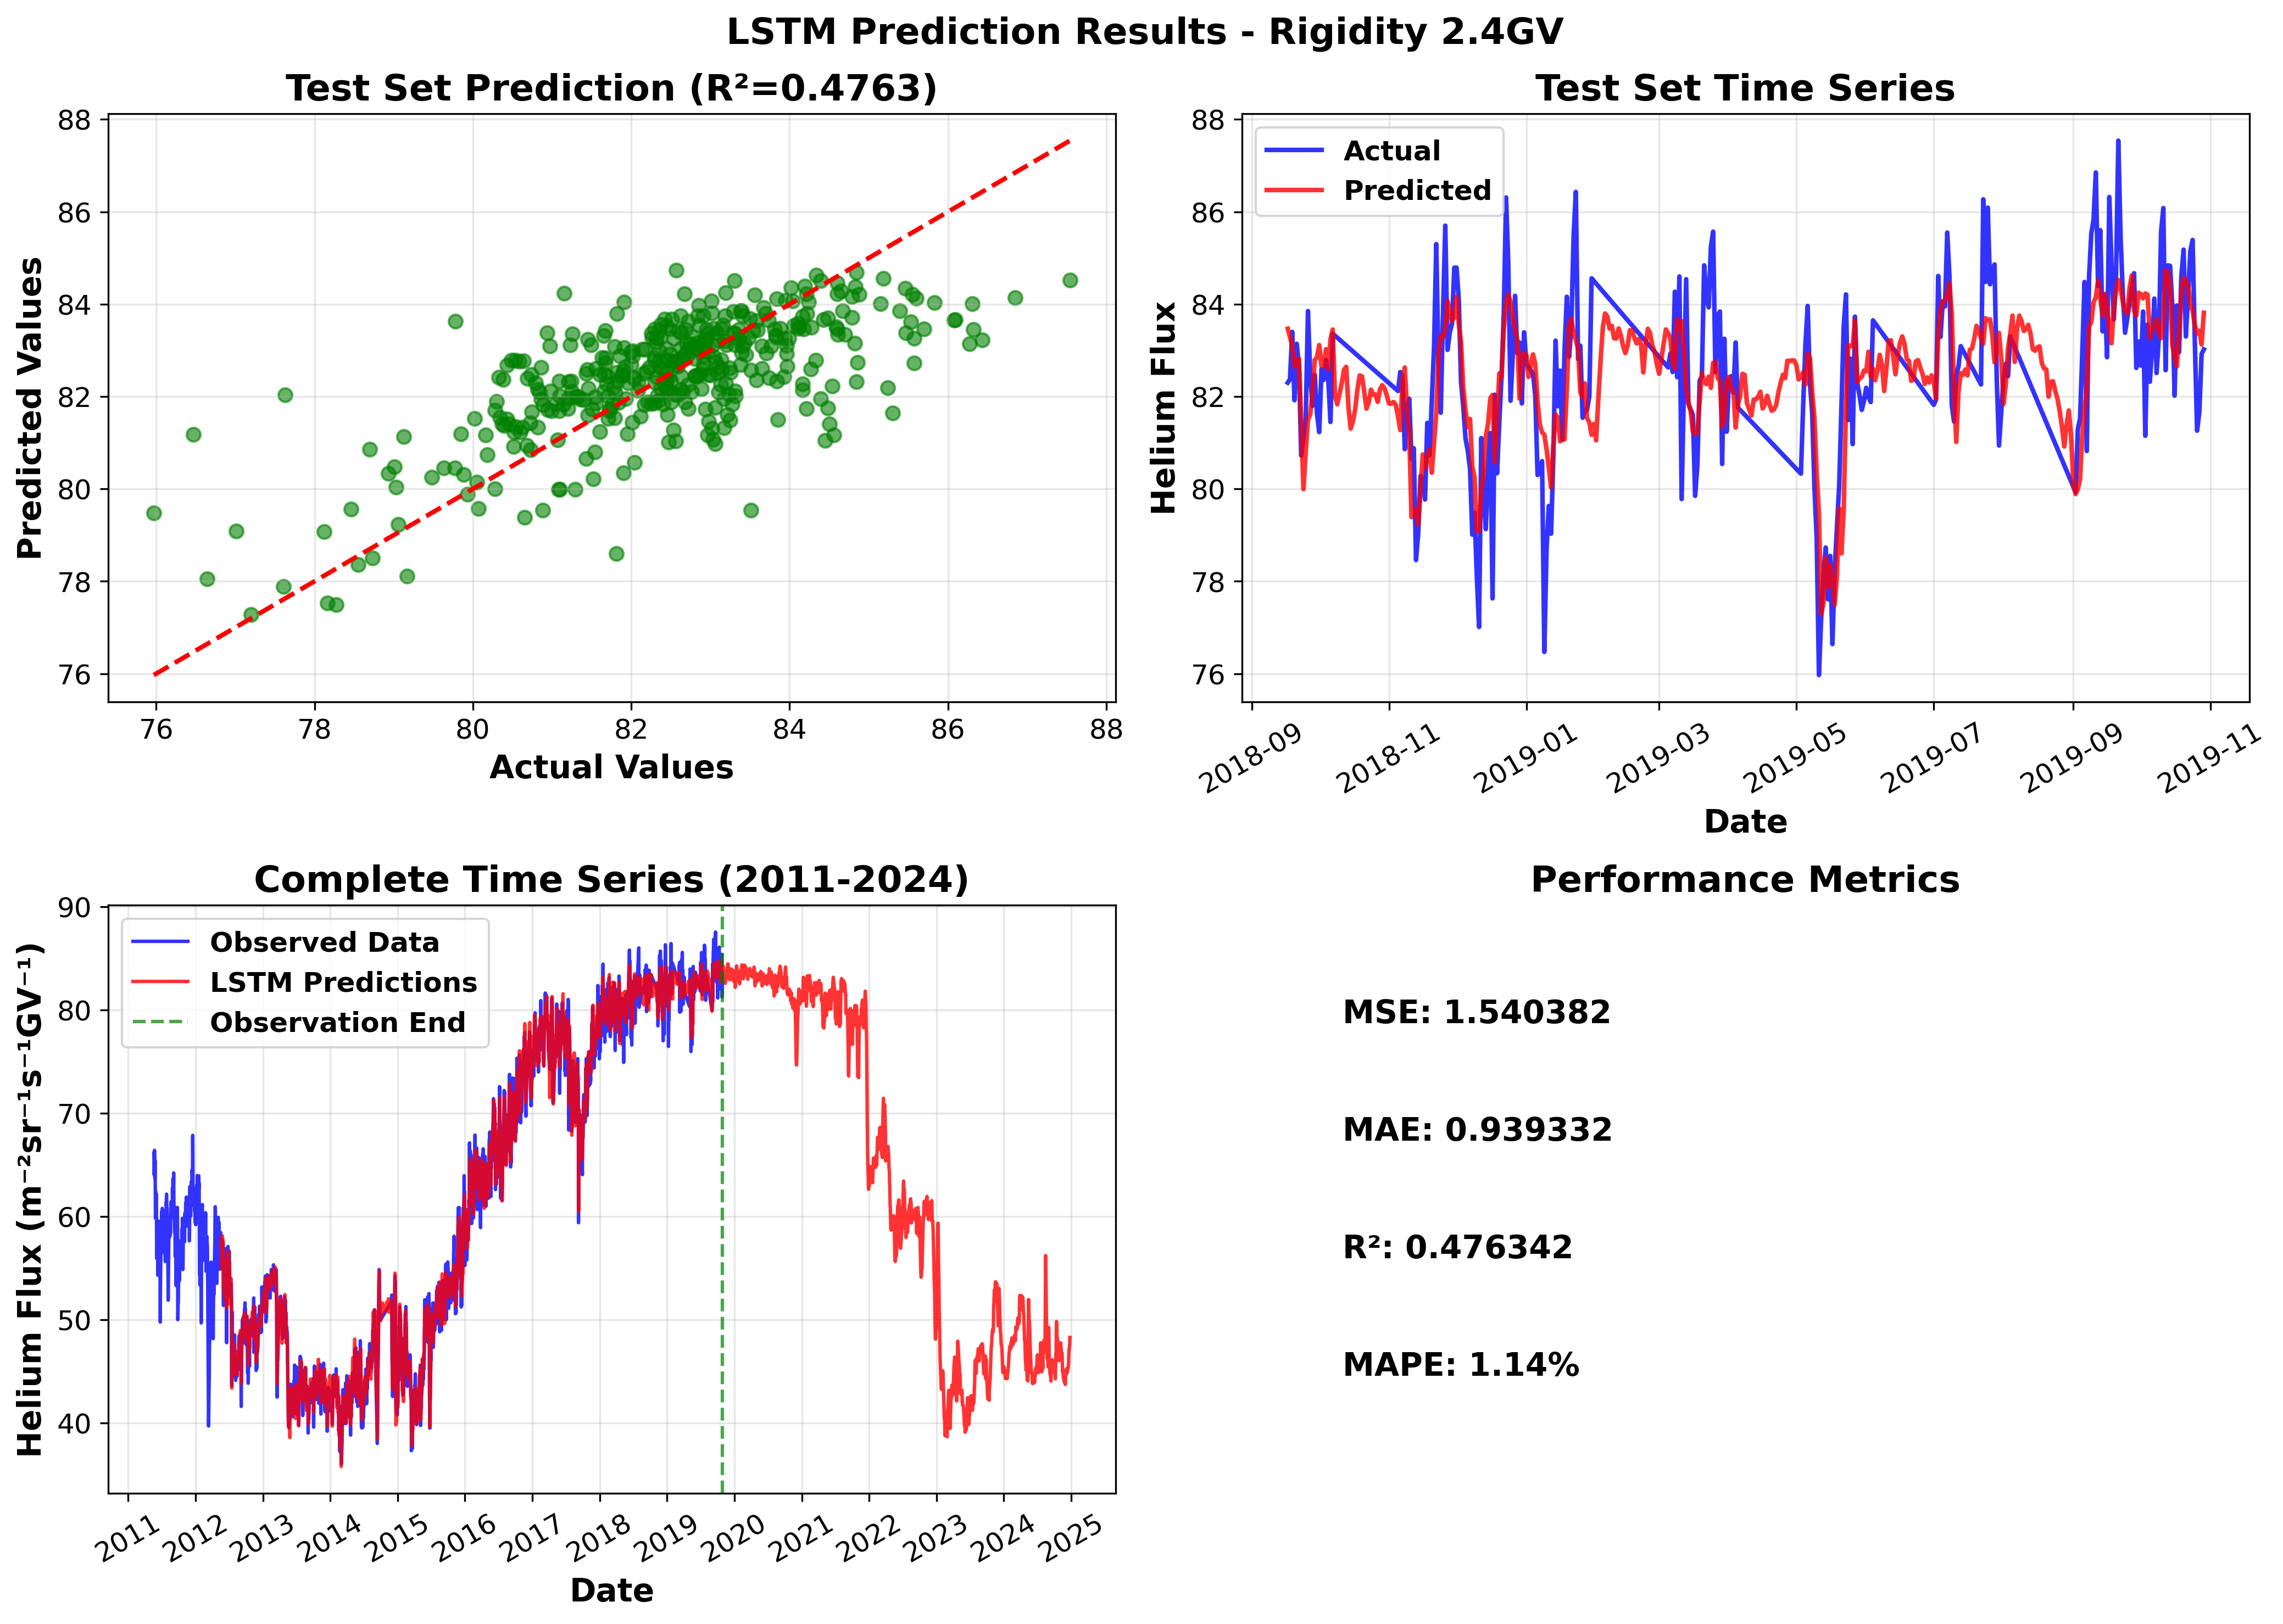 LSTM Prediction Results - Rigidity 2.4GV
Test Set Prediction (R²=0.4763)
88
86
84
82
80
78
76
Predicted Values
76 78 80 82 84 86 88
Actual Values
Test Set Time Series
Actual
Predicted
88
86
84
82
80
78
76
Helium Flux
2018-09 2018-11 2019-01 2019-03 2019-05 2019-07 2019-09 2019-11
Date
Complete Time Series (2011-2024)
Observed Data
LSTM Predictions
Observation End
90
80
70
60
50
40
Helium Flux (m⁻²sr⁻¹s⁻¹GV⁻¹)
2011 2012 2013 2014 2015 2016 2017 2018 2019 2020 2021 2022 2023 2024 2025
Date
Performance Metrics
MSE: 1.540382
MAE: 0.939332
R²: 0.476342
MAPE: 1.14%